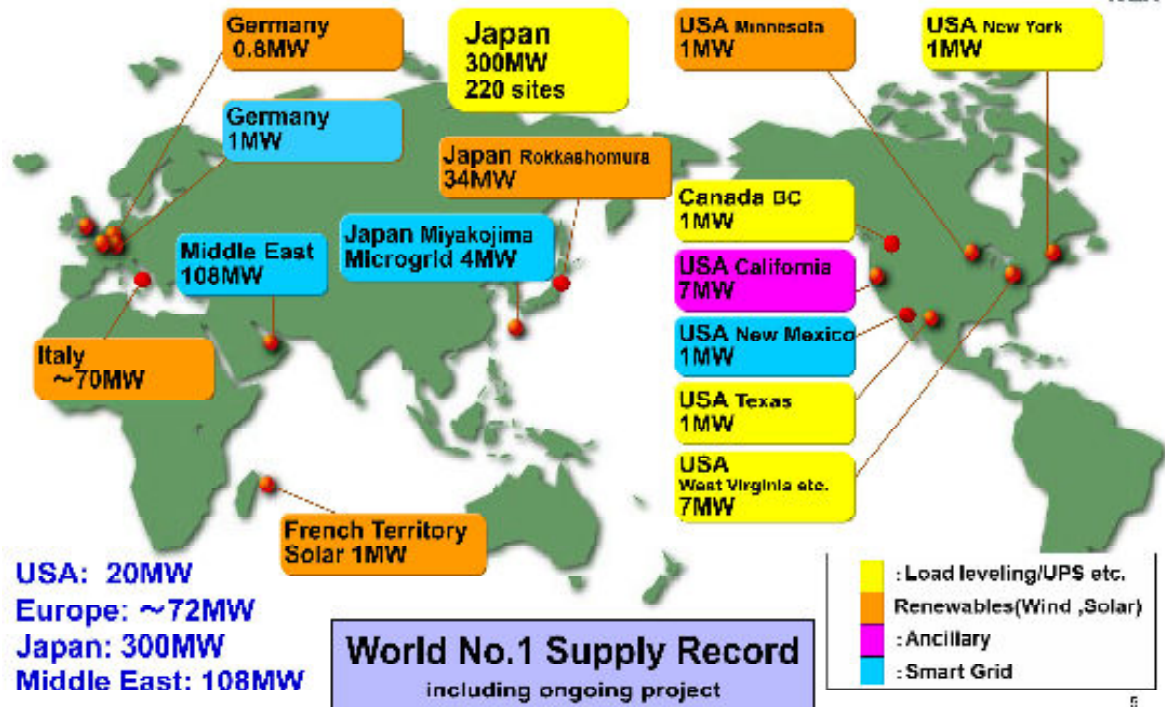 Germany
0.8MW
Japan
300MW
220 sites
USA Minnesota
1MW
USA New York
1MW
Germany
1MW
Japan Rokkashomura
34MW
Canada BC
1MW
Middle East
108MW
Japan Miyakojima
Microgrid 4MW
USA California
7MW
USA New Mexico
1MW
Italy
~70MW
USA Texas
1MW
USA
West Virginia etc.
7MW
French Territory
Solar 1MW
USA: 20MW
Europe: ~72MW
Japan: 300MW
Middle East: 108MW
World No.1 Supply Record
including ongoing project
: Load leveling/UPS etc.
Renewables(Wind ,Solar)
: Ancillary
: Smart Grid
5